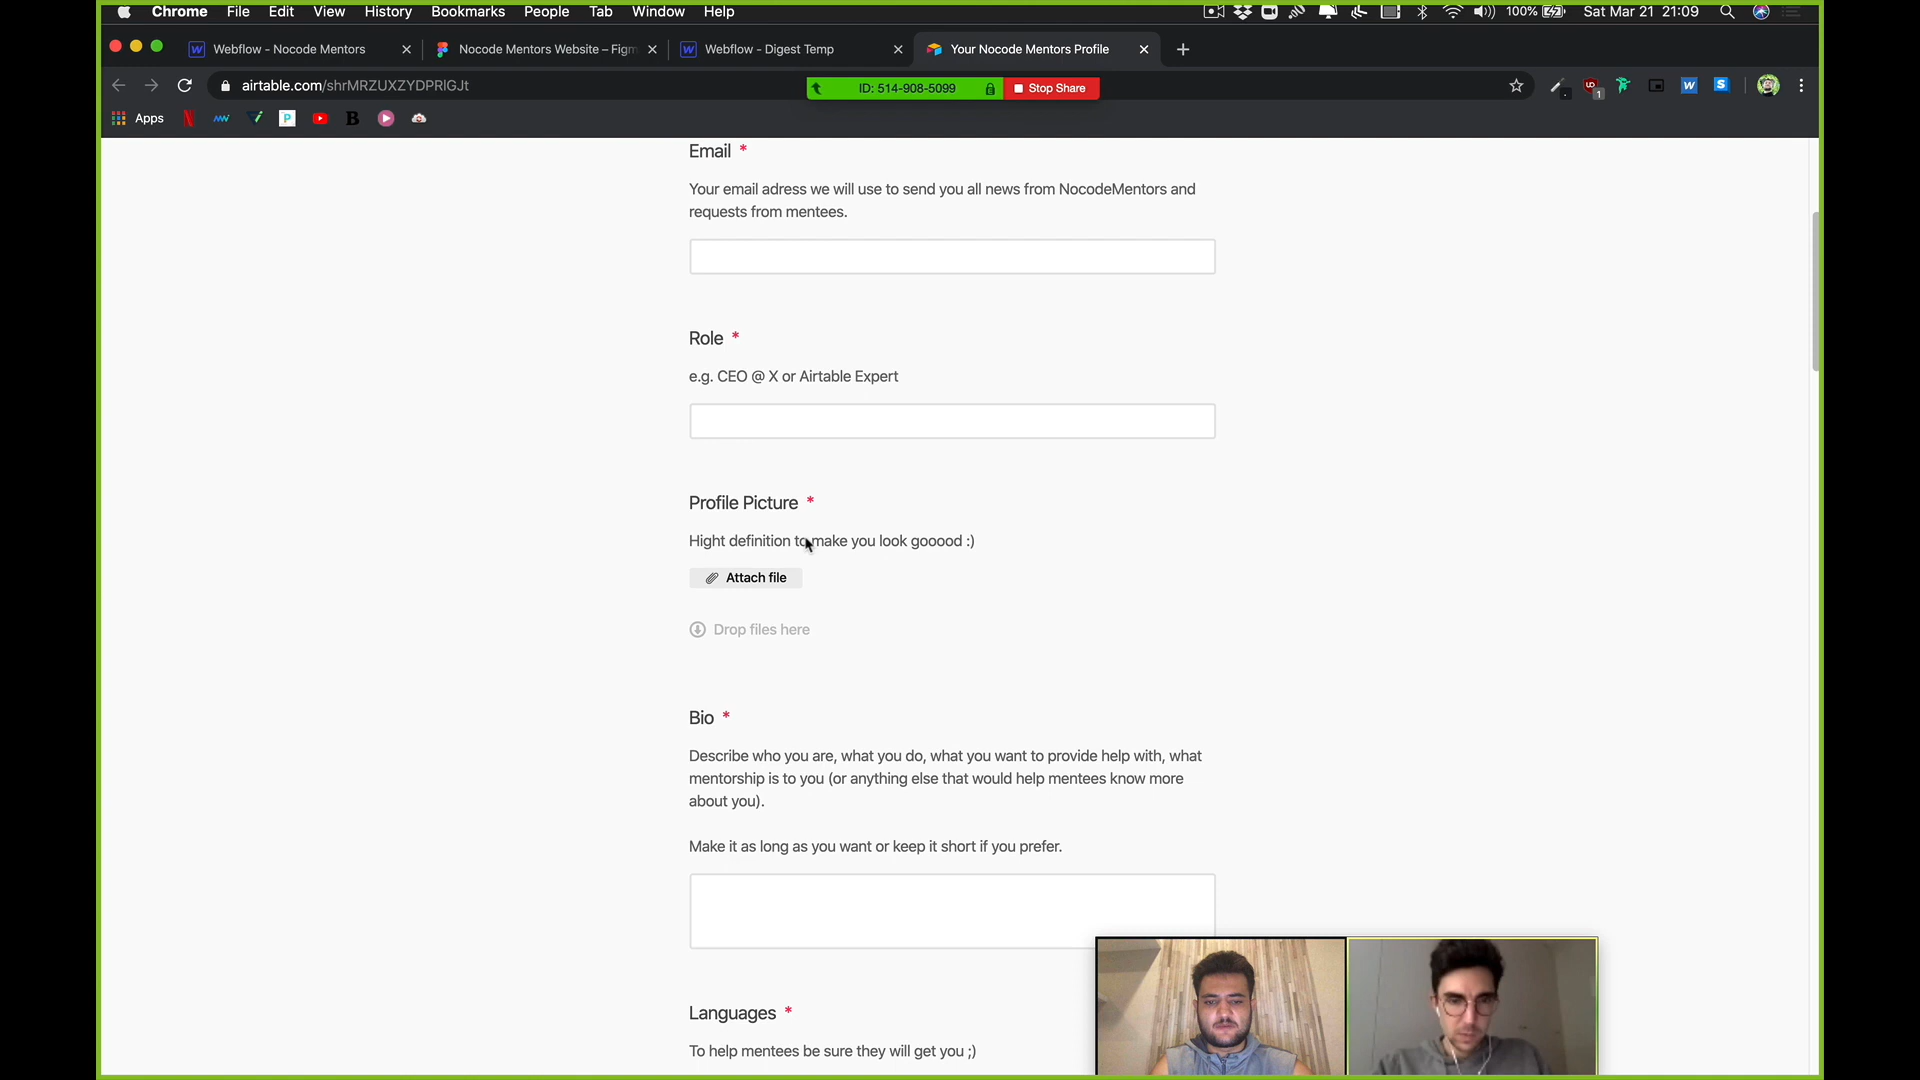 Chrome File Edit View History Bookmarks People Tab Window Help 100% Sat Mar 21 21:09
Webflow - Nocode Mentors Nocode Mentors Website – Figm Webflow - Digest Temp Your Nocode Mentors Profile
airtable.com/shrMRZUXZYDPRlGJt ID: 514-908-5099 Stop Share
Apps
Email *
Your email adress we will use to send you all news from NocodeMentors and
requests from mentees.
Role *
e.g. CEO @ X or Airtable Expert
Profile Picture *
Hight definition to make you look gooood :)
Attach file
Drop files here
Bio *
Describe who you are, what you do, what you want to provide help with, what
mentorship is to you (or anything else that would help mentees know more
about you).
Make it as long as you want or keep it short if you prefer.
Languages *
To help mentees be sure they will get you ;)